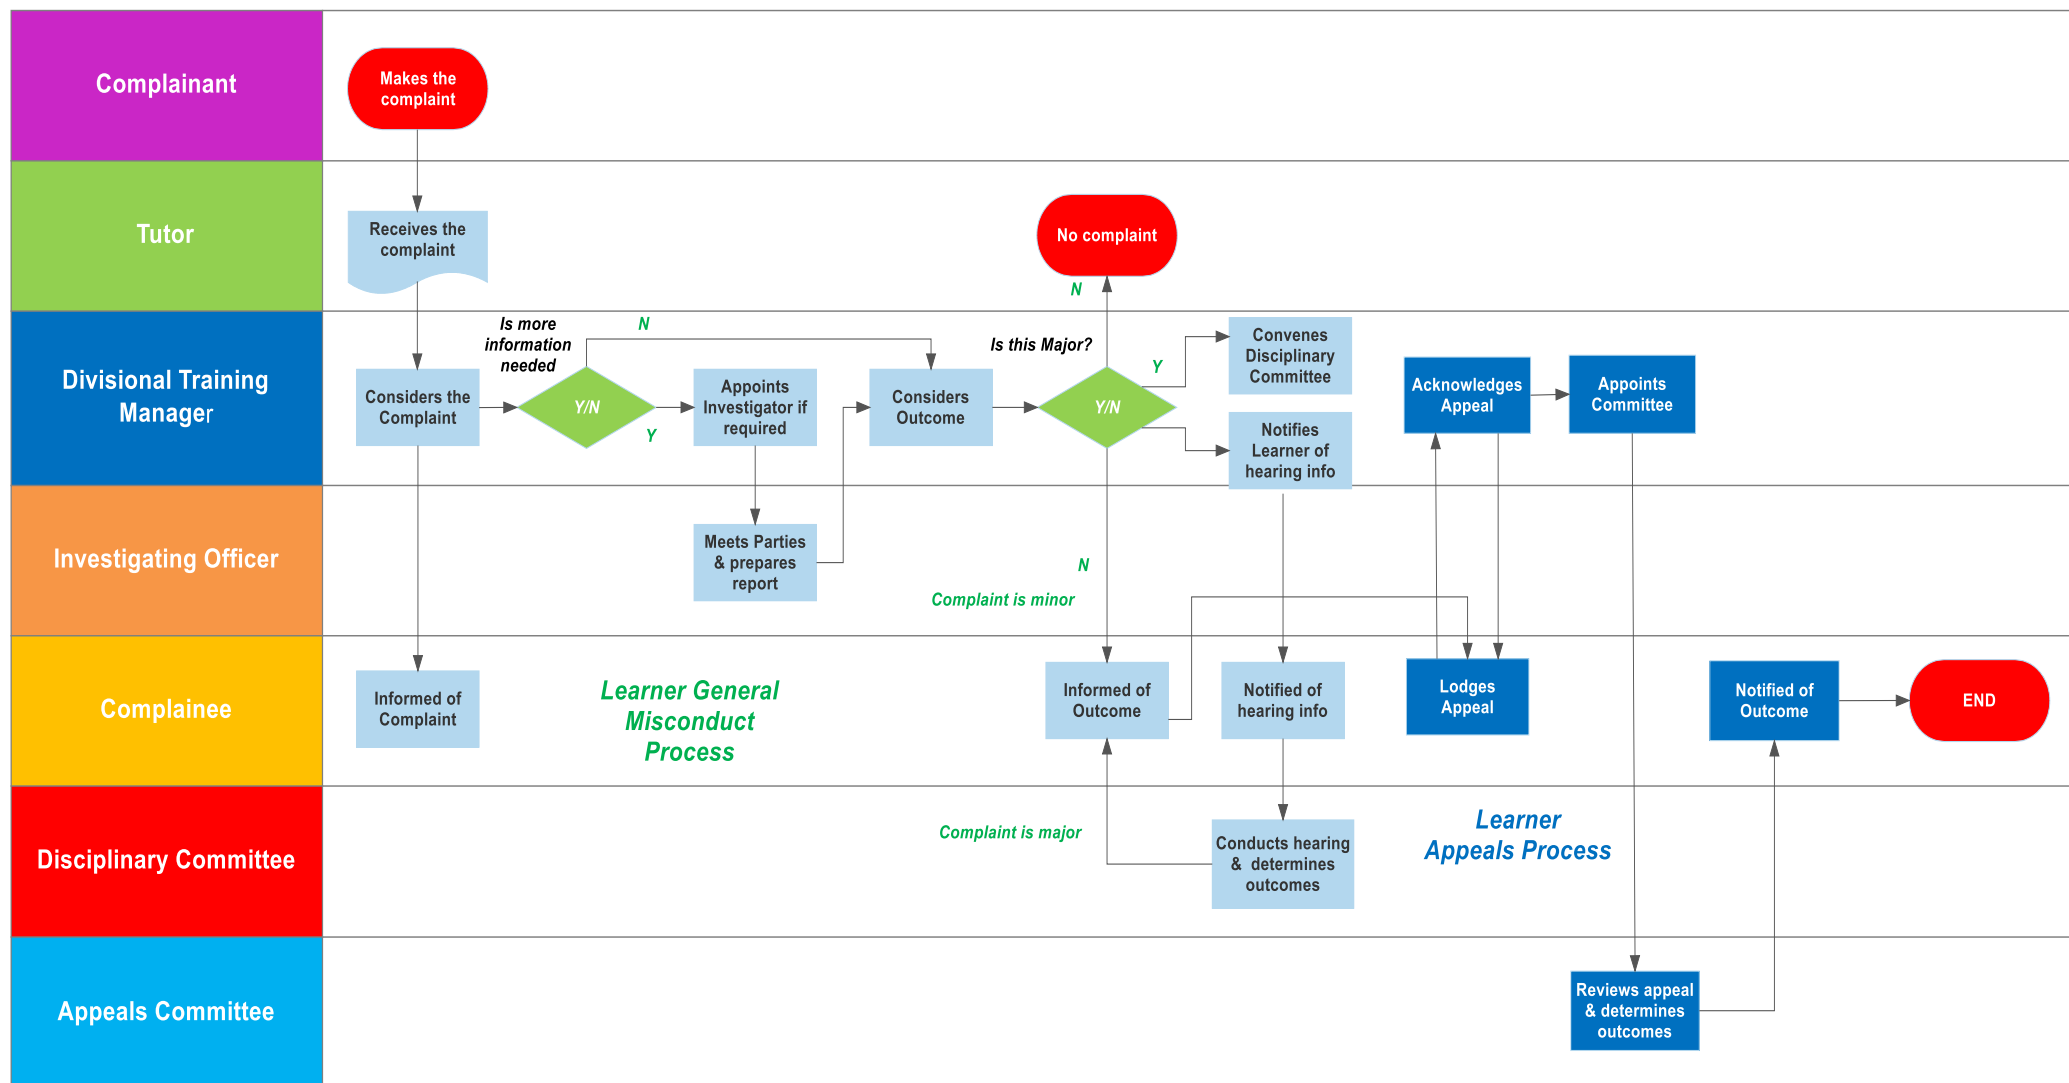 Complainant
Makes the
complaint
Tutor
Receives the
complaint
No complaint
N
Divisional Training
Manager
Is more
information
needed
N
Considers the
Complaint
Y/N
Y
Appoints
Investigator if
required
Considers
Outcome
Is this Major?
Y/N
Y
Convenes
Disciplinary
Committee
Notifies
Learner of
hearing info
Acknowledges
Appeal
Appoints
Committee
Investigating Officer
Meets Parties
& prepares
report
N
Complaint is minor
Complainee
Informed of
Complaint
Learner General
Misconduct
Process
Informed of
Outcome
Notified of
hearing info
Lodges
Appeal
Notified of
Outcome
END
Disciplinary Committee
Complaint is major
Conducts hearing
& determines
outcomes
Learner
Appeals Process
Appeals Committee
Reviews appeal
& determines
outcomes